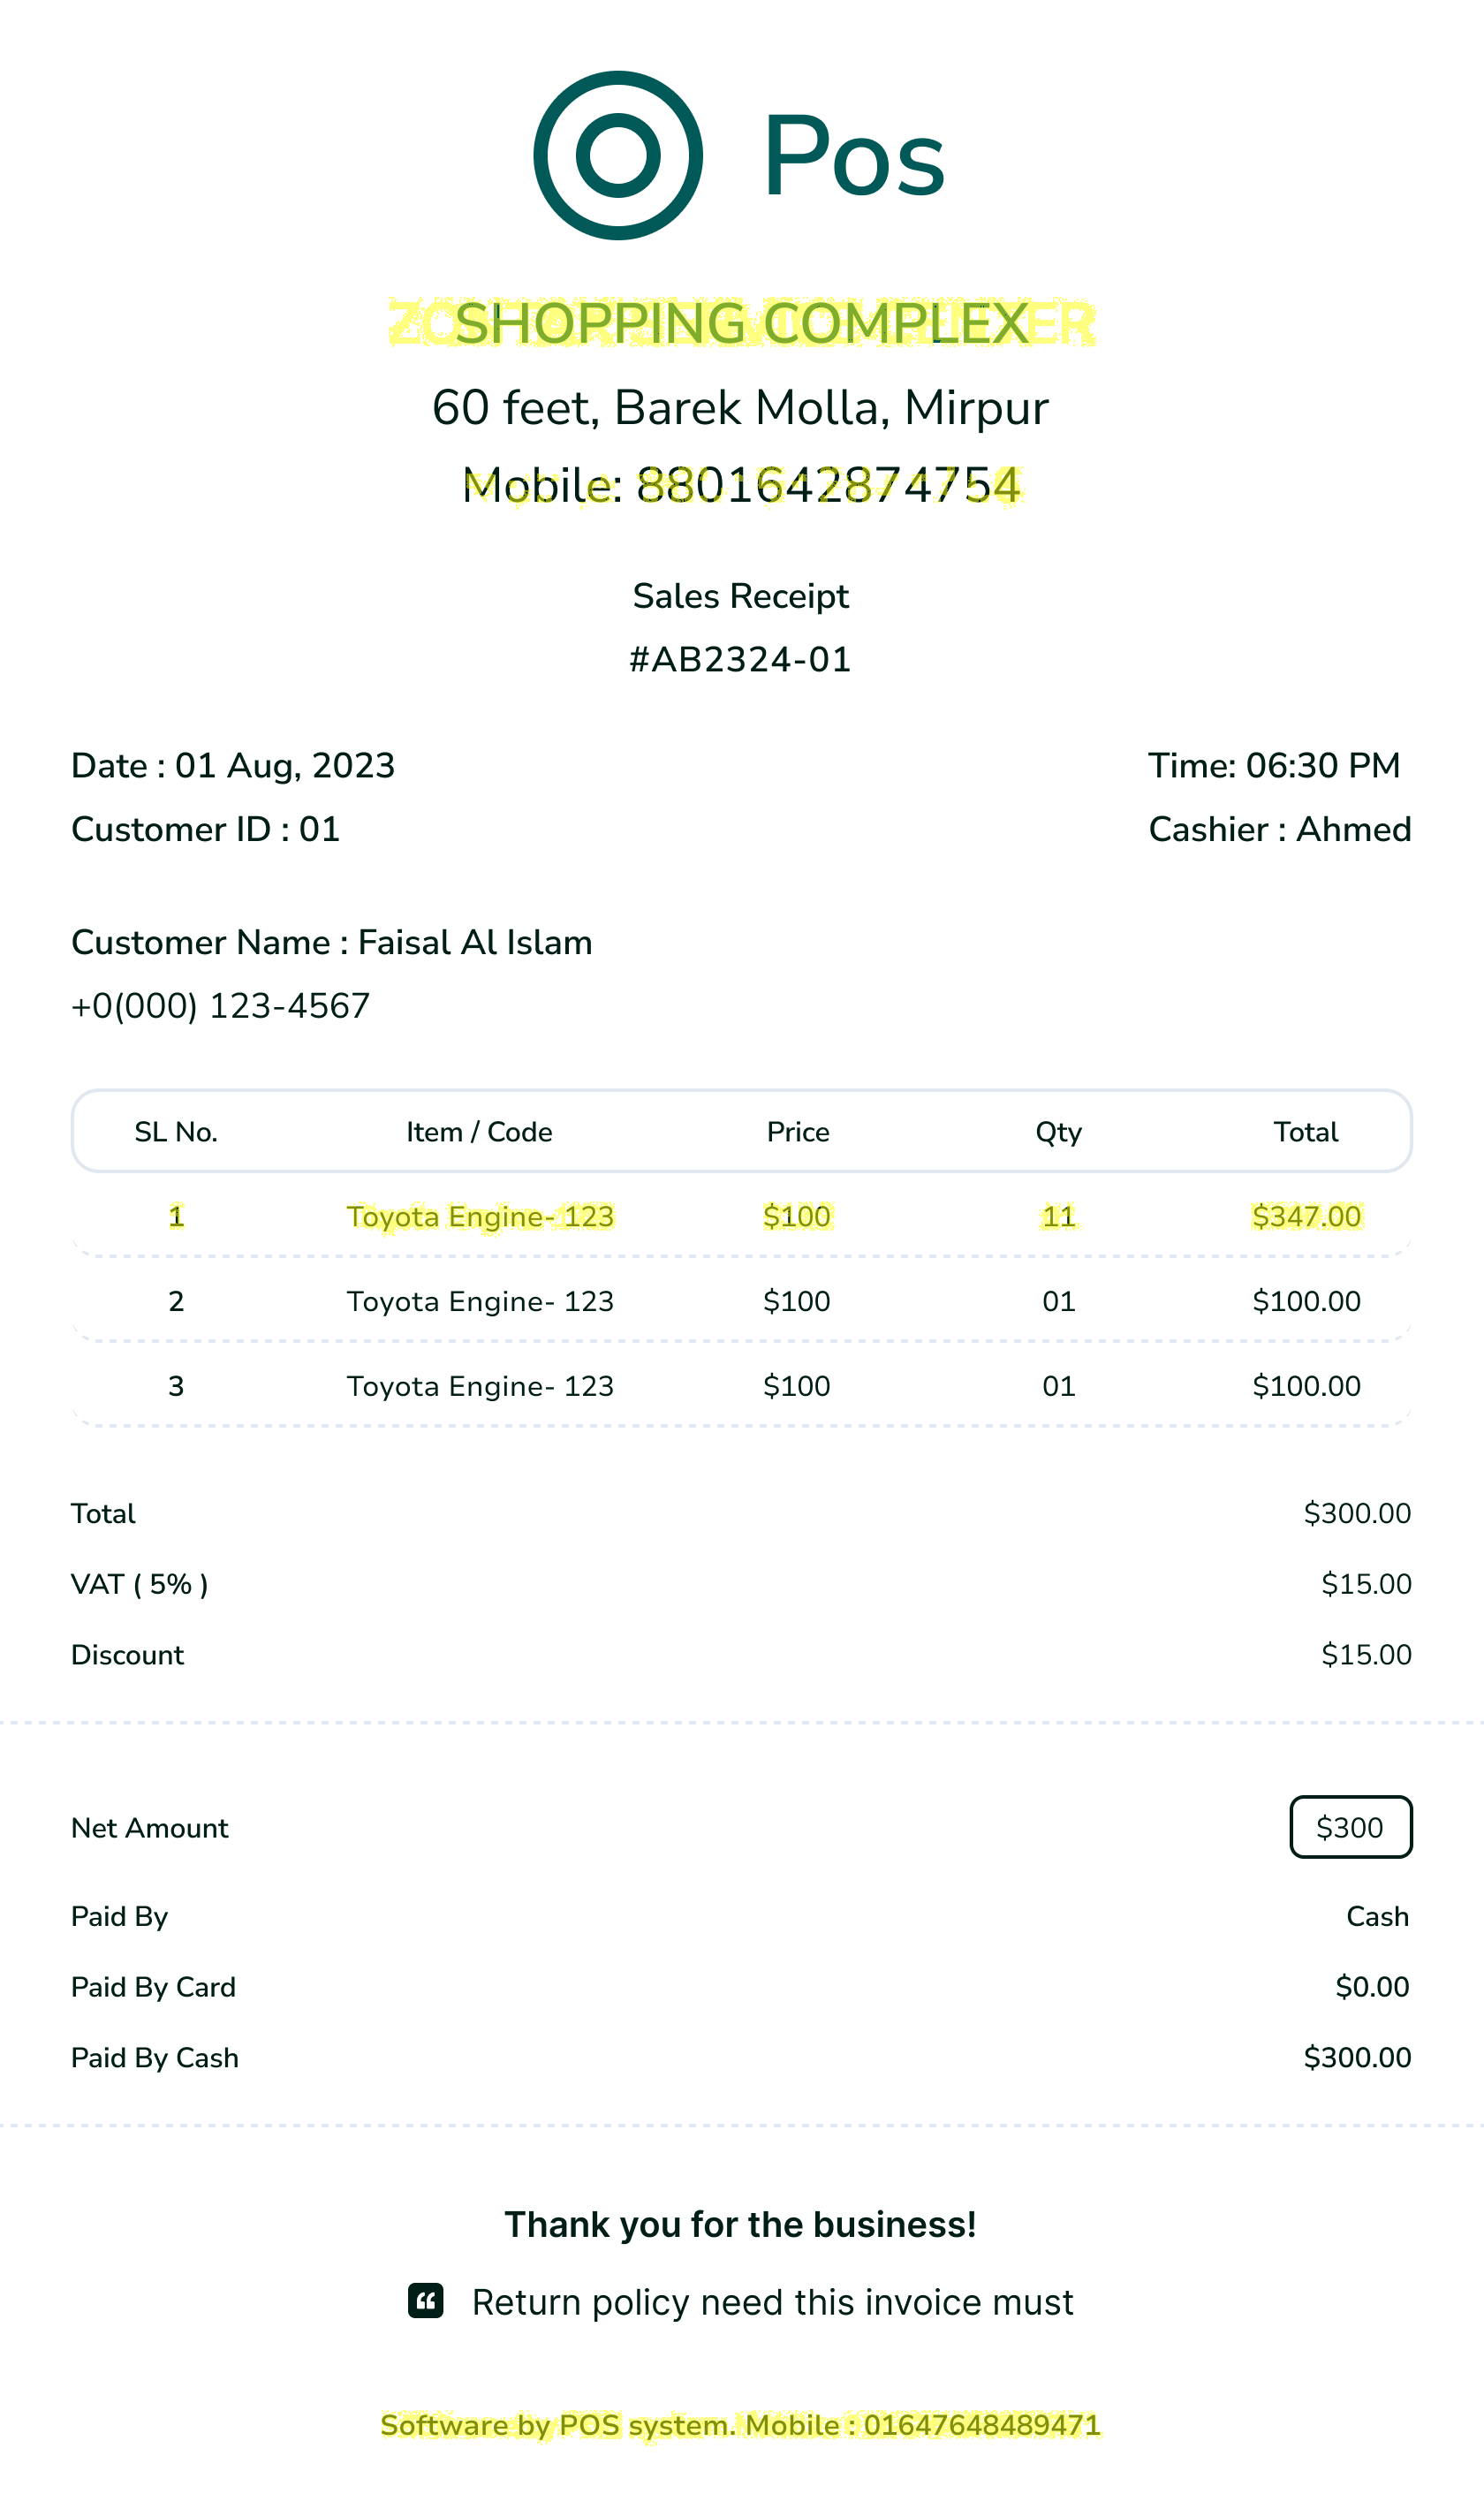 Pos
SHOPPING COMPLEX
60 feet, Barek Molla, Mirpur
Mobile: 8801642874754
Sales Receipt
#AB2324-01
Date : 01 Aug, 2023 Time: 06:30 PM
Customer ID : 01 Cashier : Ahmed
Customer Name : Faisal Al Islam
+0(000) 123-4567
SL No. Item / Code Price Qty Total
1 Toyota Engine- 123 $100 11 $347.00
2 Toyota Engine- 123 $100 01 $100.00
3 Toyota Engine- 123 $100 01 $100.00
Total $300.00
VAT ( 5% ) $15.00
Discount $15.00
Net Amount $300
Paid By Cash
Paid By Card $0.00
Paid By Cash $300.00
Thank you for the business!
Return policy need this invoice must
Software by POS system. Mobile : 01647648489471